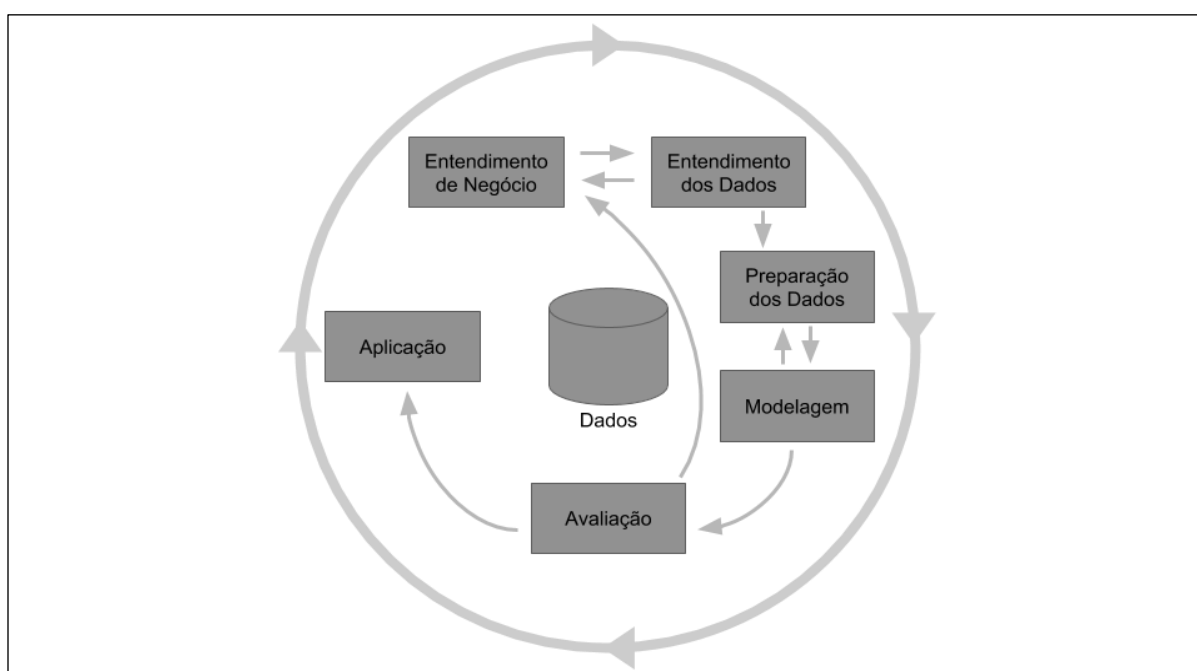 Entendimento
de Negócio
Entendimento
dos Dados
Preparação
dos Dados
Aplicação
Modelagem
Dados
Avaliação